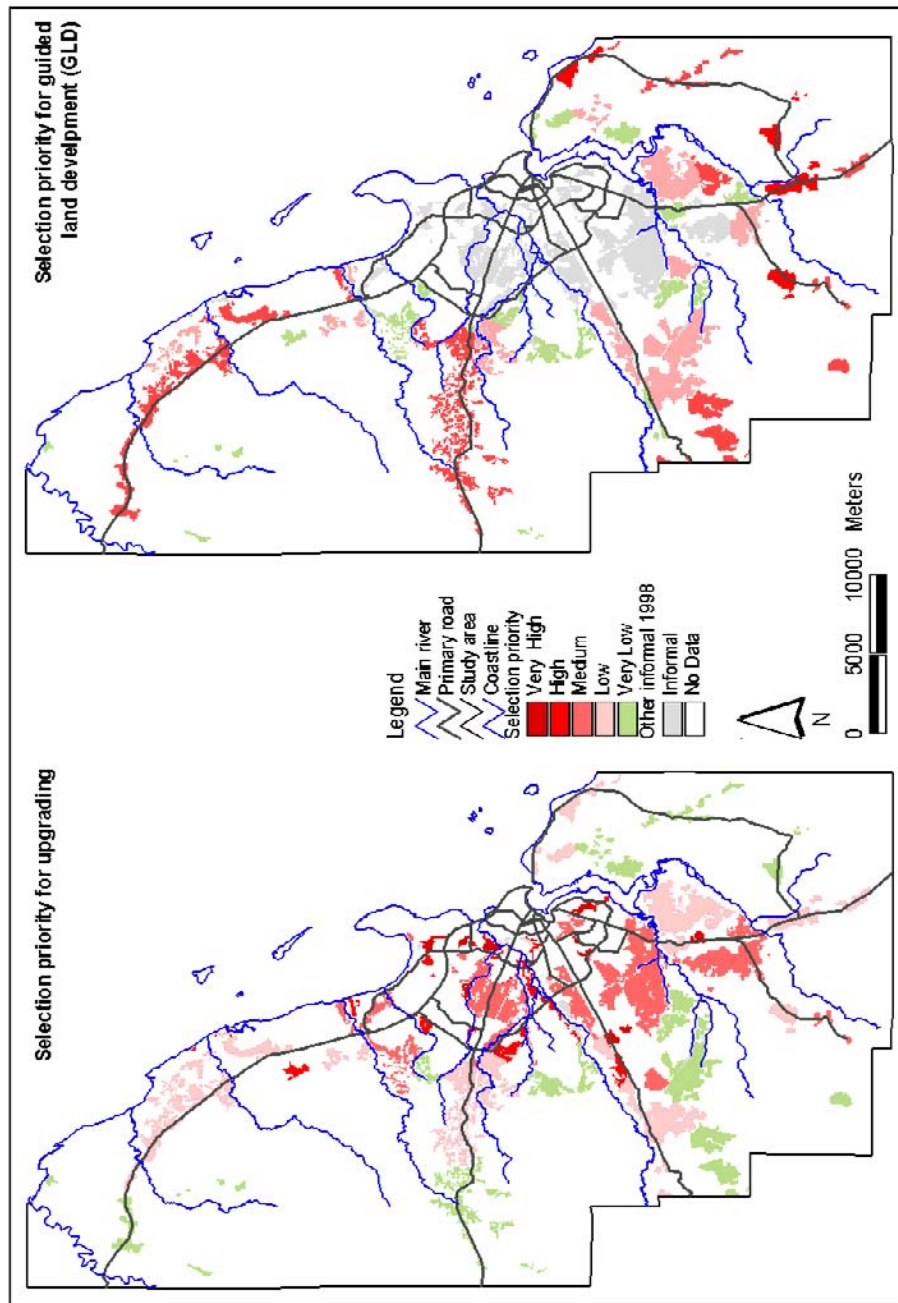 Selection priority for upgrading
Selection priority for guided
land develpment (GLD)
Legend
Main river
Primary road
Study area
Coastline
Selection priority
Very High
High
Medium
Low
Very Low
Other informal 1998
Informal
No Data
N
0 5000 10000 Meters